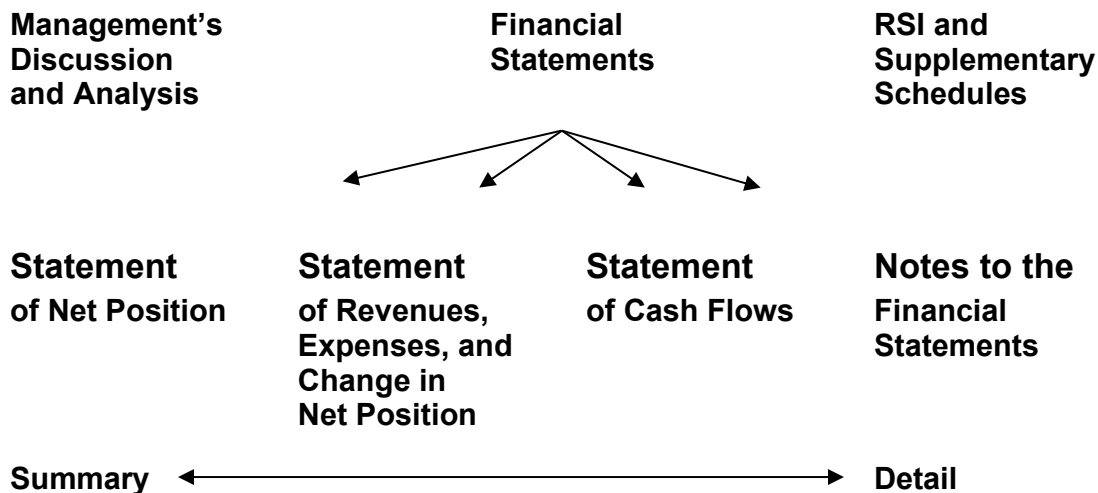 Management’s
Discussion
and Analysis
Financial
Statements
RSI and
Supplementary
Schedules
Statement
of Net Position
Statement
of Revenues,
Expenses, and
Change in
Net Position
Statement
of Cash Flows
Notes to the
Financial
Statements
Summary
Detail